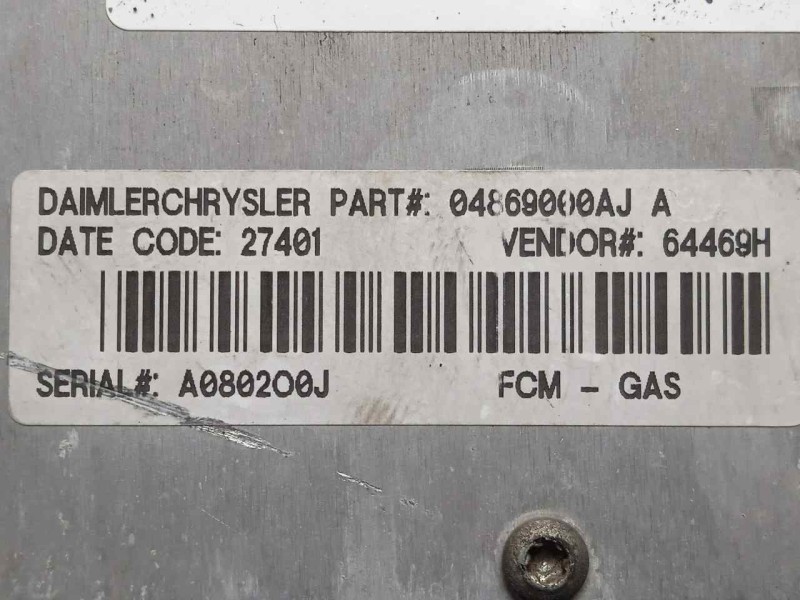 DAIMLERCHRYSLER PART#: 04869000AJ A
DATE CODE: 27401 VENDOR#: 64469H
SERIAL#: A080200J FCM - GAS